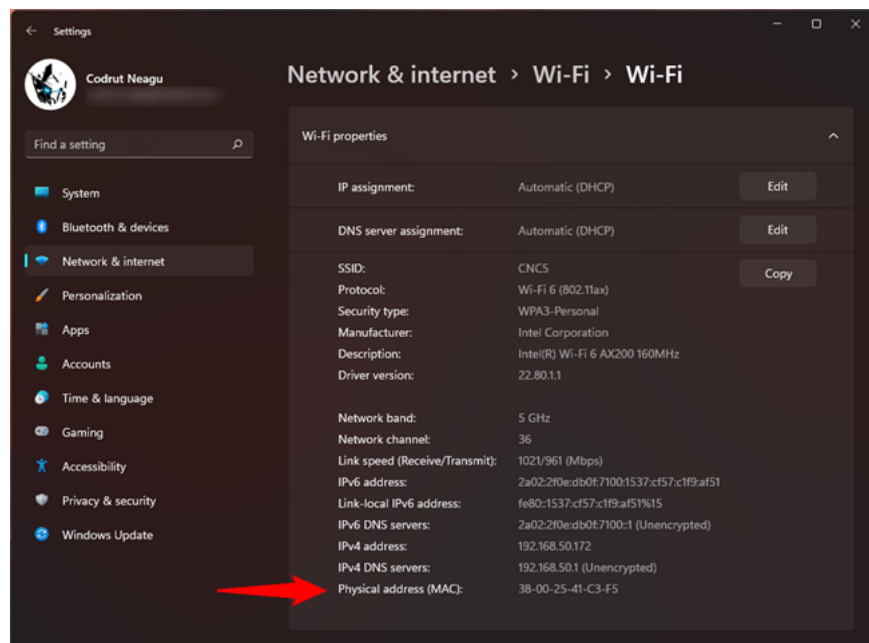 Settings
Codrut Neagu
Find a setting
System
Bluetooth & devices
Network & internet
Personalization
Apps
Accounts
Time & language
Gaming
Accessibility
Privacy & security
Windows Update
Network & internet > Wi-Fi > Wi-Fi
Wi-Fi properties
IP assignment: Automatic (DHCP) Edit
DNS server assignment: Automatic (DHCP) Edit
SSID: CNC5 Copy
Protocol: Wi-Fi 6 (802.11ax)
Security type: WPA3-Personal
Manufacturer: Intel Corporation
Description: Intel(R) Wi-Fi 6 AX200 160MHz
Driver version: 22.80.1.1
Network band: 5 GHz
Network channel: 36
Link speed (Receive/Transmit): 1021/961 (Mbps)
IPv6 address: 2a02:2f0e:db0f:7100:1537:cf57:c1f9:af51
Link-local IPv6 address: fe80::1537:cf57:c1f9:af51%15
IPv6 DNS servers: 2a02:2f0e:db0f:7100::1 (Unencrypted)
IPv4 address: 192.168.50.172
IPv4 DNS servers: 192.168.50.1 (Unencrypted)
Physical address (MAC): 38-00-25-41-C3-F5